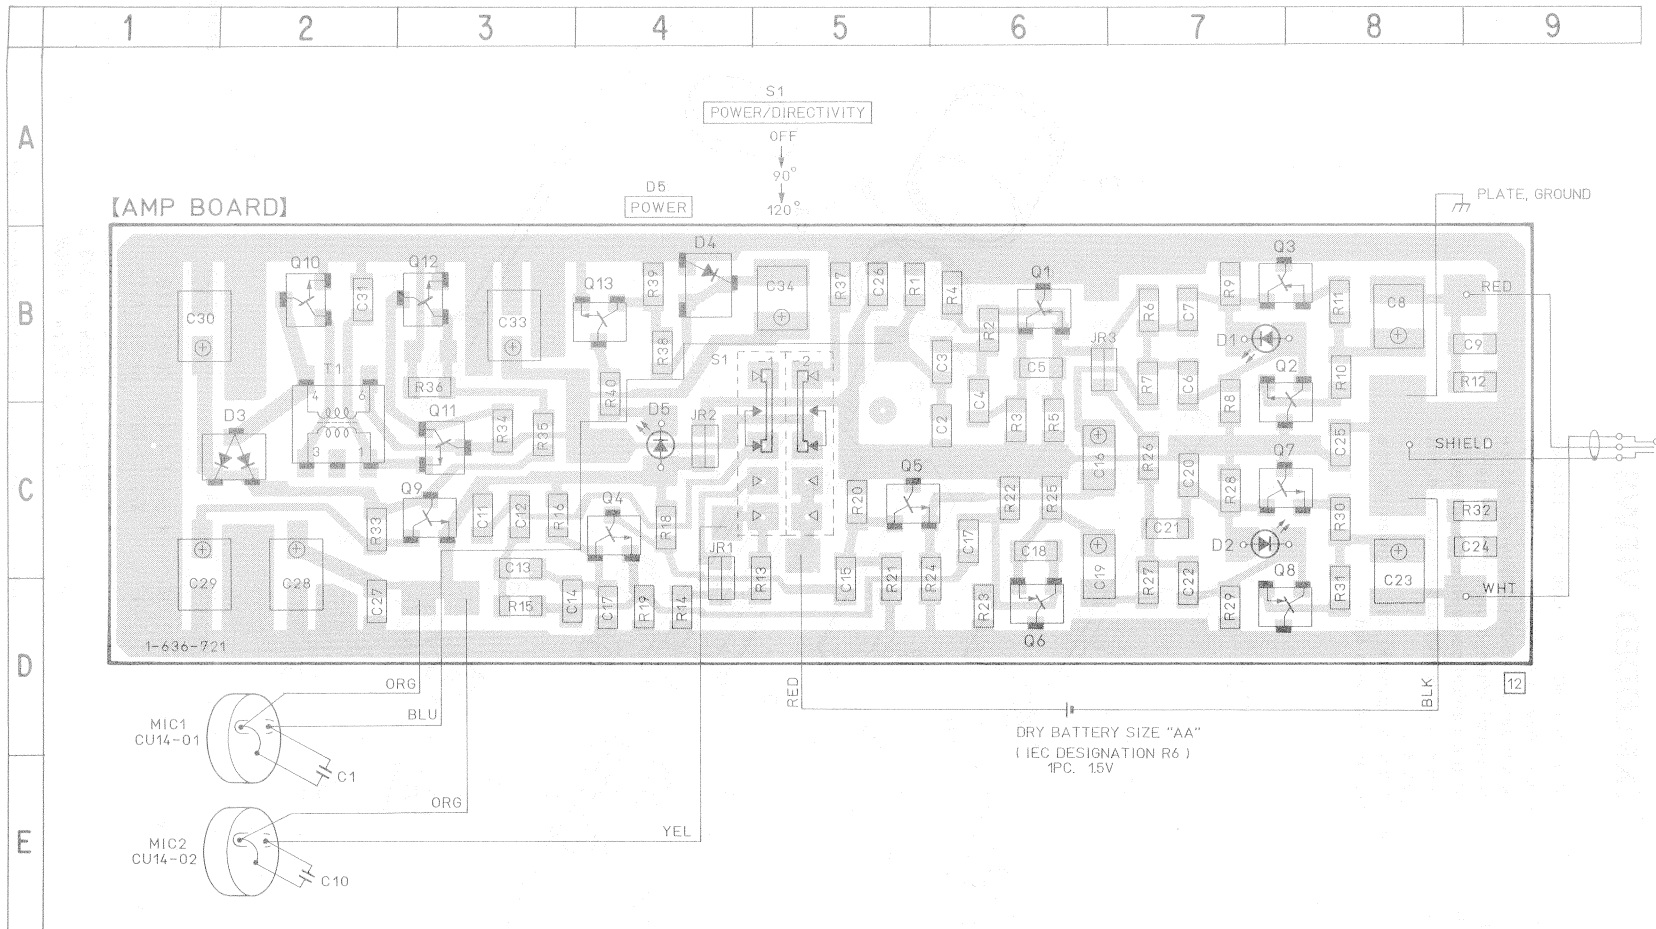 1 2 3 4 5 6 7 8 9
A
B
C
D
E
S1
POWER/DIRECTIVITY
OFF
90°
120°
D5
POWER
【AMP BOARD】
PLATE, GROUND
Q10 Q12 D4 Q3
Q13 Q1
C31 R39 C34 R37 C26 R1 R4 R6 C7 R9 R11 C8 RED
C30 C33 R2
R38 S1 -1 -2 C3 JR3 D1 C9
T1 C5
4 6 R36 R40 C4 R7 C6 Q2 R10 R12
D3 Q11 R34 R35 D5 JR2 C2 R3 R5 R8
3 1 C16 R26 C25 SHIELD
Q9 Q4 Q5 C20 Q7
R33 C11 C12 R16 R18 R20 R22 R25 R28 R30 R32
C17 C21
JR1 C18 D2 C24
C29 C28 C13 R13 C15 R21 R24 C19 R27 C22 Q8 R31 C23
C27 R15 C14 C17 R19 R14 R23 R29 WHT
Q6
1-636-721
12
ORG
BLU
RED
BLK
MIC1
CU14-01
C1
DRY BATTERY SIZE "AA"
( IEC DESIGNATION R6 )
1PC. 1.5V
ORG
YEL
MIC2
CU14-02
C10